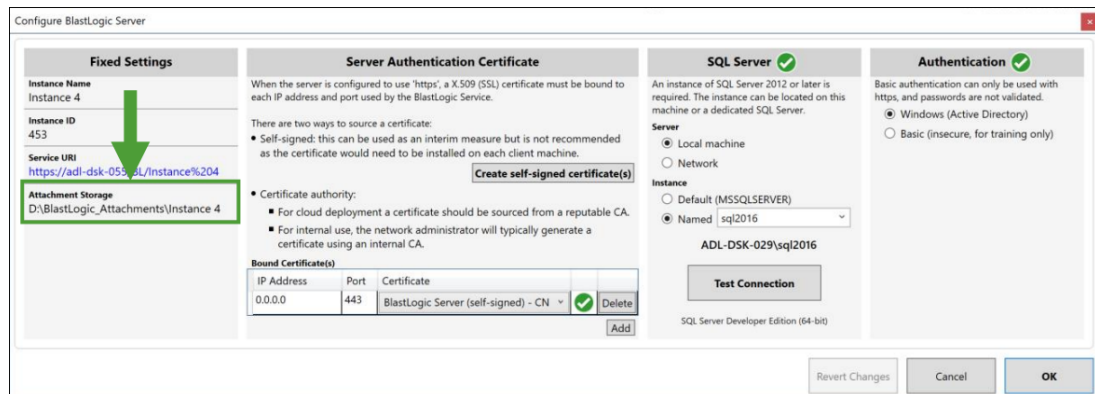 Configure BlastLogic Server
Fixed Settings
Instance Name
Instance 4
Instance ID
453
Service URI
Attachment Storage
D:\BlastLogic_Attachments\Instance 4
Server Authentication Certificate
When the server is configured to use 'https', a X.509 (SSL) certificate must be bound to
each IP address and port used by the BlastLogic Service.
There are two ways to source a certificate:
• Self-signed: this can be used as an interim measure but is not recommended
as the certificate would need to be installed on each client machine.
Create self-signed certificate(s)
• Certificate authority:
▪ For cloud deployment a certificate should be sourced from a reputable CA.
▪ For internal use, the network administrator will typically generate a
certificate using an internal CA.
Bound Certificate(s)
IP Address Port Certificate
0.0.0.0 443 BlastLogic Server (self-signed) - CN Delete
Add
SQL Server
An instance of SQL Server 2012 or later is
required. The instance can be located on this
machine or a dedicated SQL Server.
Server
Local machine
Network
Instance
Default (MSSQLSERVER)
Named sql2016
ADL-DSK-029\sql2016
Test Connection
SQL Server Developer Edition (64-bit)
Authentication
Basic authentication can only be used with
https, and passwords are not validated.
Windows (Active Directory)
Basic (insecure, for training only)
Revert Changes Cancel OK